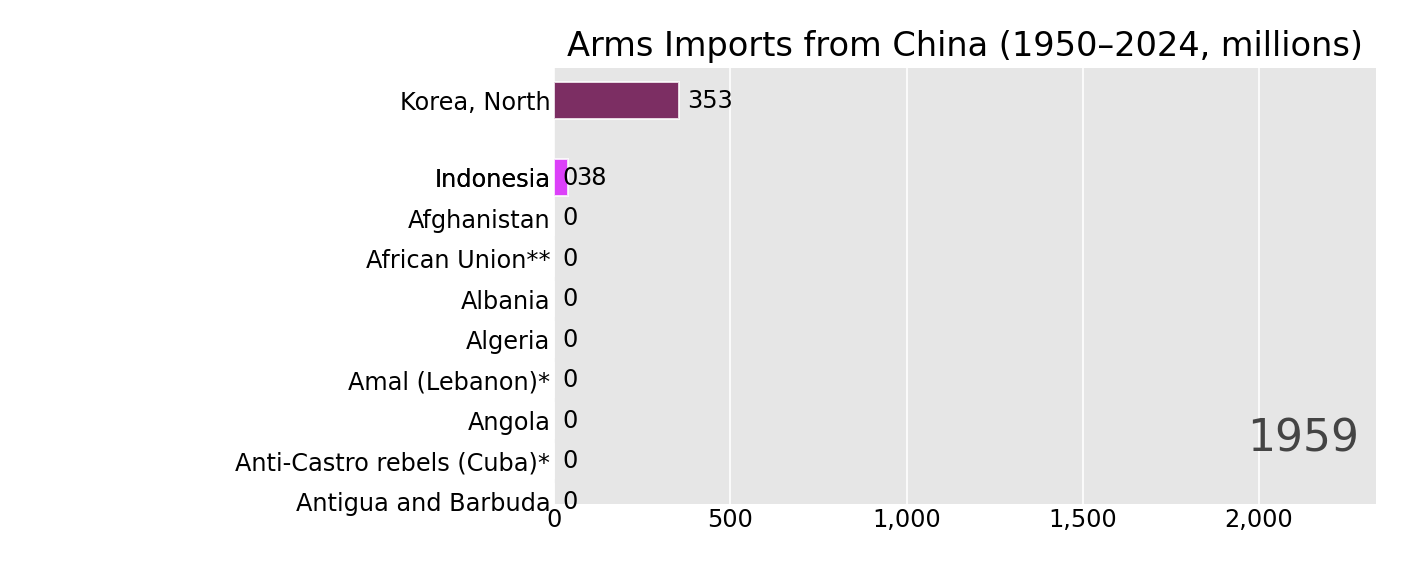 Arms Imports from China (1950–2024, millions)
Korea, North 353
Indonesia 038
Afghanistan 0
African Union** 0
Albania 0
Algeria 0
Amal (Lebanon)* 0
Angola 0
1959
Anti-Castro rebels (Cuba)* 0
Antigua and Barbuda 0
0 500 1,000 1,500 2,000